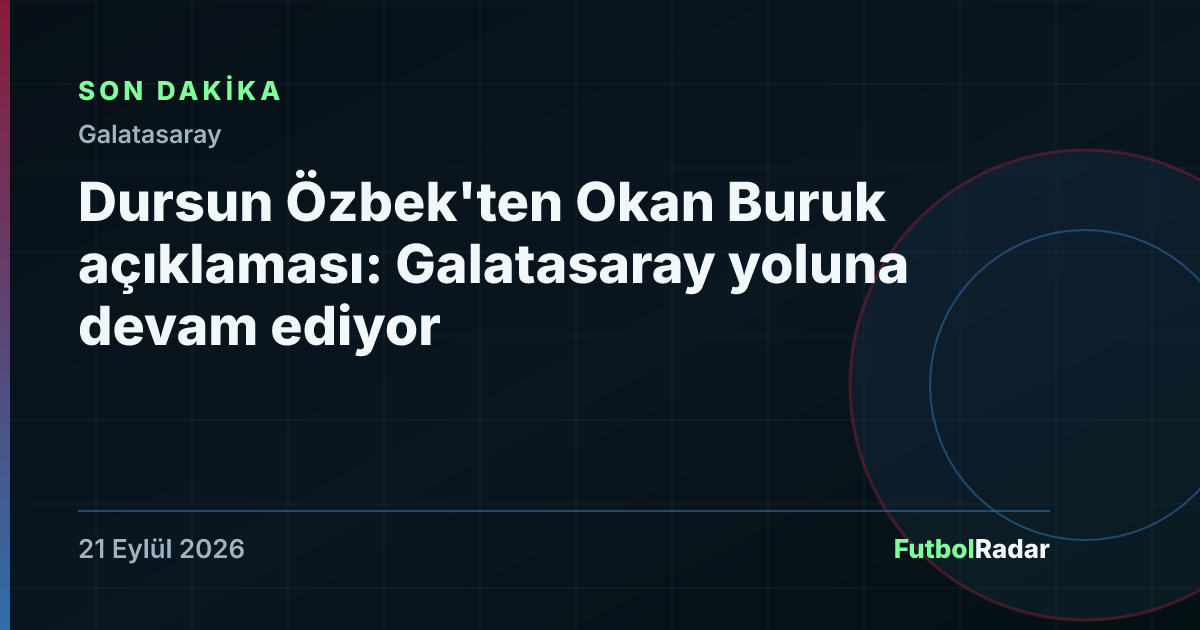 SON DAKİKA
Galatasaray
Dursun Özbek'ten Okan Buruk
açıklaması: Galatasaray yoluna
devam ediyor
21 Eylül 2026
FutbolRadar